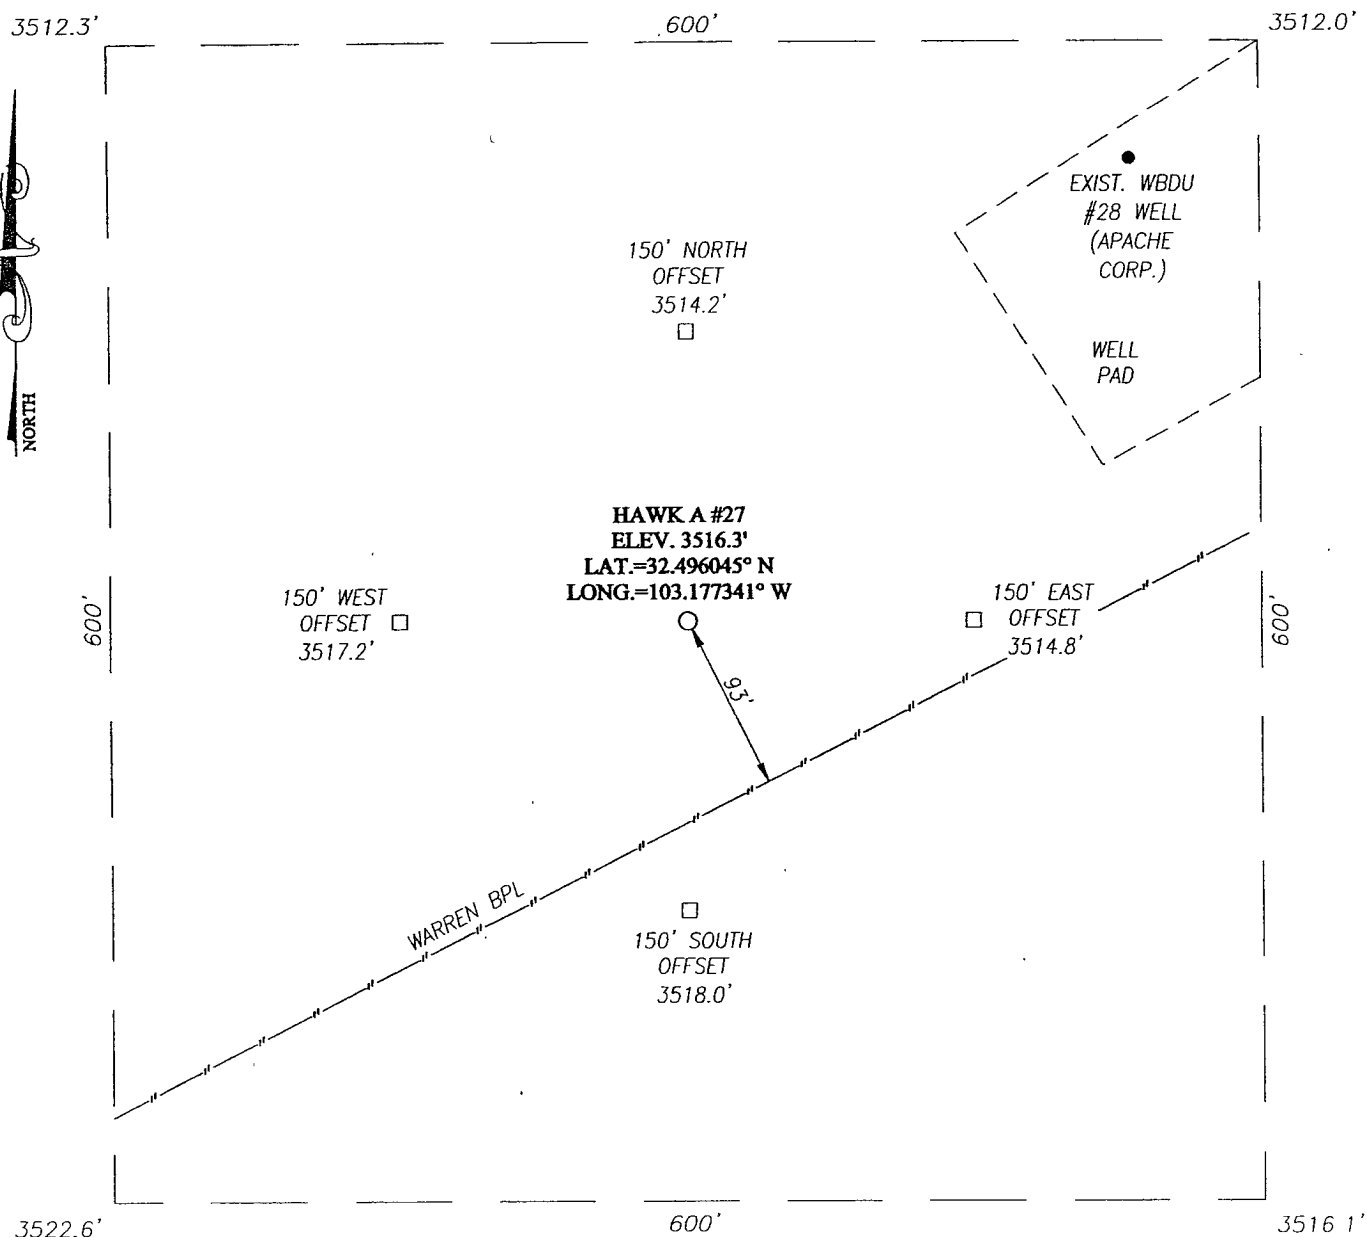 3512.3'
600'
3512.0'
EXIST. WBDU
#28 WELL
(APACHE
CORP.)
150' NORTH
OFFSET
3514.2'
WELL
PAD
NORTH
HAWK A #27
ELEV. 3516.3'
LAT.=32.496045° N
LONG.=103.177341° W
600'
150' WEST
OFFSET
3517.2'
150' EAST
OFFSET
3514.8'
600'
93'
WARREN BPL
150' SOUTH
OFFSET
3518.0'
3522.6'
600'
3516 1'